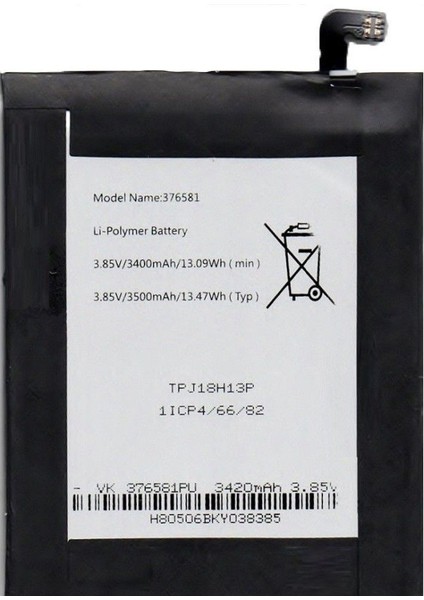 Model Name:376581
Li-Polymer Battery
3.85V/3400mAh/13.09Wh ( min )
3.85V/3500mAh/13.47Wh ( Typ )
TPJ18H13P
1ICP4/66/82
- VK 376581PU 3420mAh 3.85V
H80506BKY038385